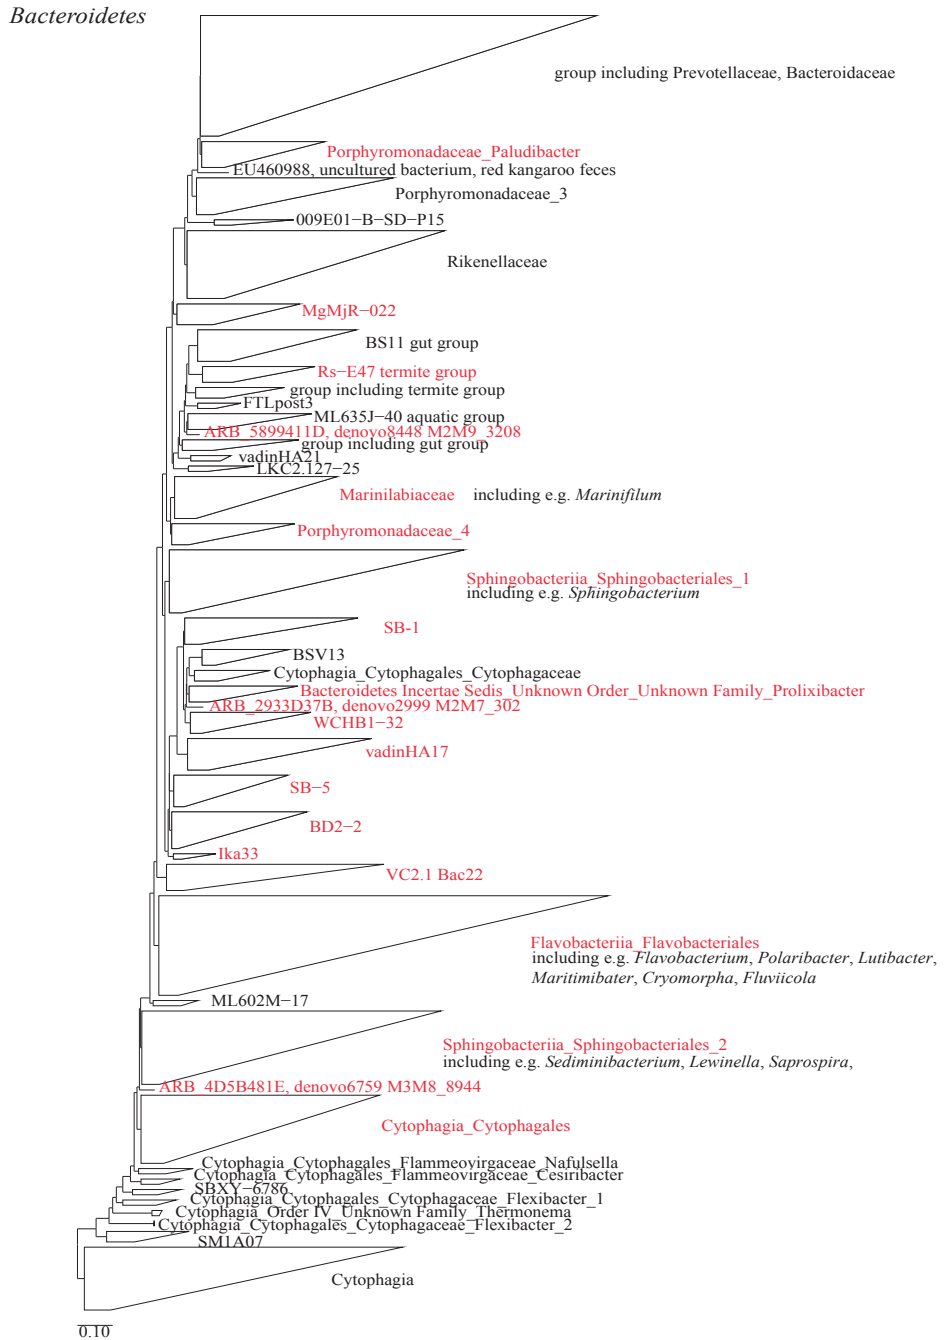 Bacteroidetes
group including Prevotellaceae, Bacteroidaceae
Porphyromonadaceae_Paludibacter
EU460988, uncultured bacterium, red kangaroo feces
Porphyromonadaceae_3
009E01−B−SD−P15
Rikenellaceae
MgMjR−022
BS11 gut group
Rs−E47 termite group
group including termite group
FTLpost3
ML635J−40 aquatic group
ARB_5899411D, denovo8448 M2M9_3208
group including gut group
vadinHA21
LKC2.127−25
Marinilabiaceae including e.g. Marinifilum
Porphyromonadaceae_4
Sphingobacteriia_Sphingobacteriales_1
including e.g. Sphingobacterium
SB-1
BSV13
Cytophagia_Cytophagales_Cytophagaceae
Bacteroidetes Incertae Sedis_Unknown Order_Unknown Family_Prolixibacter
ARB_2933D37B, denovo2999 M2M7_302
WCHB1−32
vadinHA17
SB−5
BD2−2
Ika33
VC2.1 Bac22
Flavobacteriia_Flavobacteriales
including e.g. Flavobacterium, Polaribacter, Lutibacter,
Maritimibater, Cryomorpha, Fluviicola
ML602M−17
Sphingobacteriia_Sphingobacteriales_2
including e.g. Sediminibacterium, Lewinella, Saprospira,
ARB_4D5B481E, denovo6759 M3M8_8944
Cytophagia_Cytophagales
Cytophagia_Cytophagales_Flammeovirgaceae_Nafulsella
Cytophagia_Cytophagales_Flammeovirgaceae_Cesiribacter
SBXY−6786
Cytophagia_Cytophagales_Cytophagaceae_Flexibacter_1
Cytophagia_Order IV_Unknown Family_Thermonema
Cytophagia_Cytophagales_Cytophagaceae_Flexibacter_2
SM1A07
Cytophagia
0.10